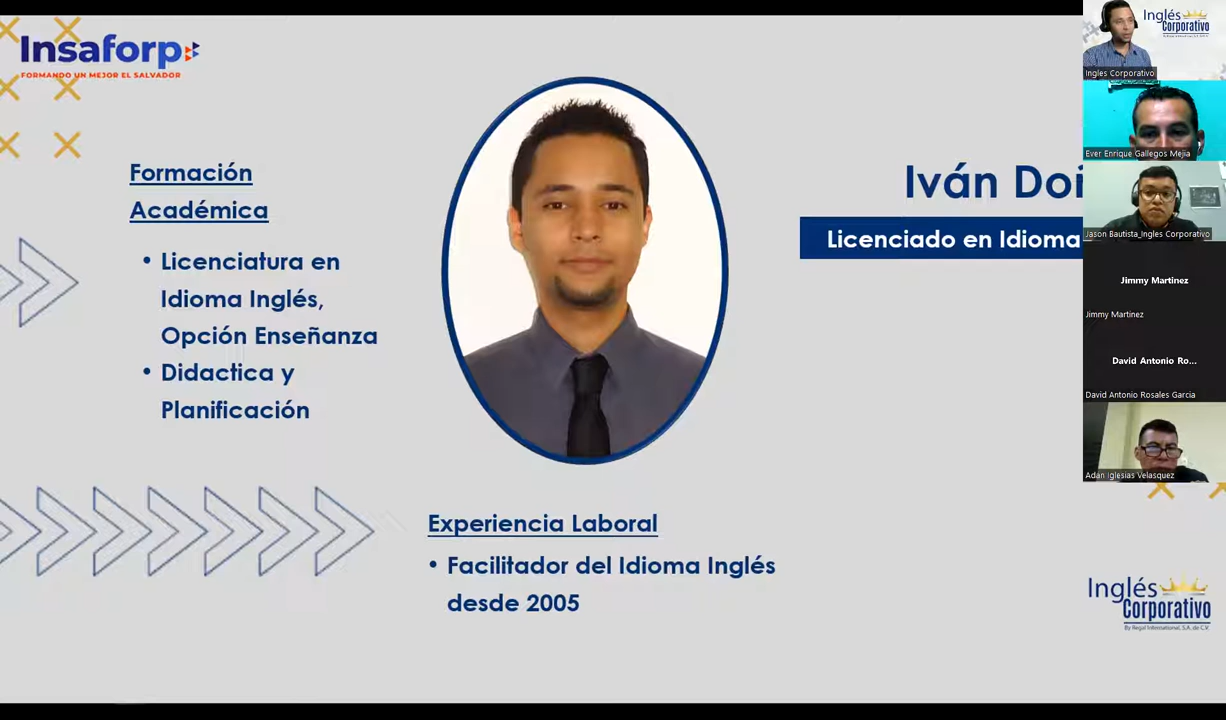 Insaforp
FORMANDO UN MEJOR EL SALVADOR
Formación
Académica
• Licenciatura en
Idioma Inglés,
Opción Enseñanza
• Didactica y
Planificación
Iván Doñ
Licenciado en Idioma
Experiencia Laboral
• Facilitador del Idioma Inglés
desde 2005
Inglés
Corporativo
Ingles Corporativo
Ever Enrique Gallegos Mejia
Jason Bautista_Ingles Corporativo
Jimmy Martinez
Jimmy Martinez
David Antonio Ro...
David Antonio Rosales Garcia
Adan Iglesias Velasquez
Inglés
Corporativo
By Regal International, S.A. de C.V.